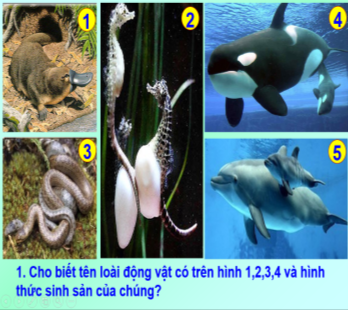 1
2
3
4
5
1. Cho biết tên loài động vật có trên hình 1,2,3,4 và hình
thức sinh sản của chúng?